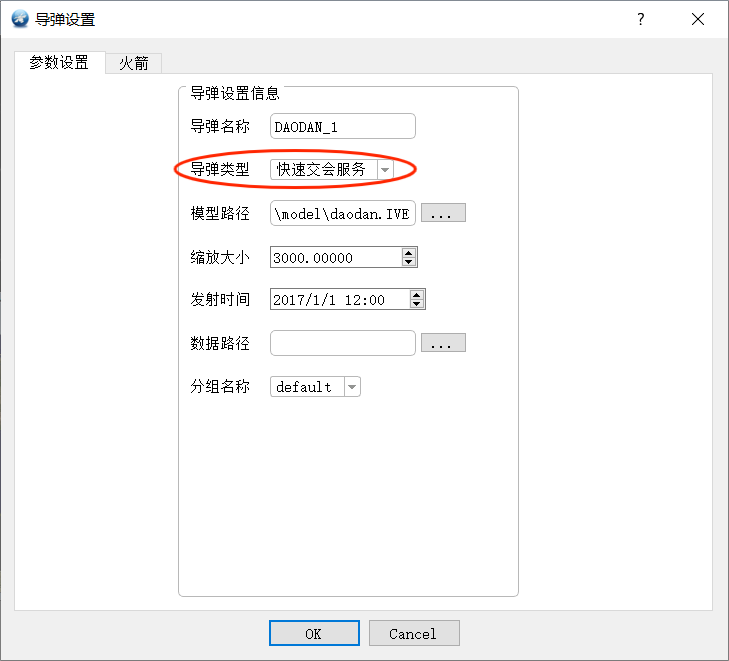 导弹设置
?
参数设置 火箭
导弹设置信息
导弹名称 DAODAN_1
导弹类型 快速交会服务
模型路径 \model\daodan.IVE ...
缩放大小 3000.00000
发射时间 2017/1/1 12:00
数据路径 ...
分组名称 default
OK Cancel